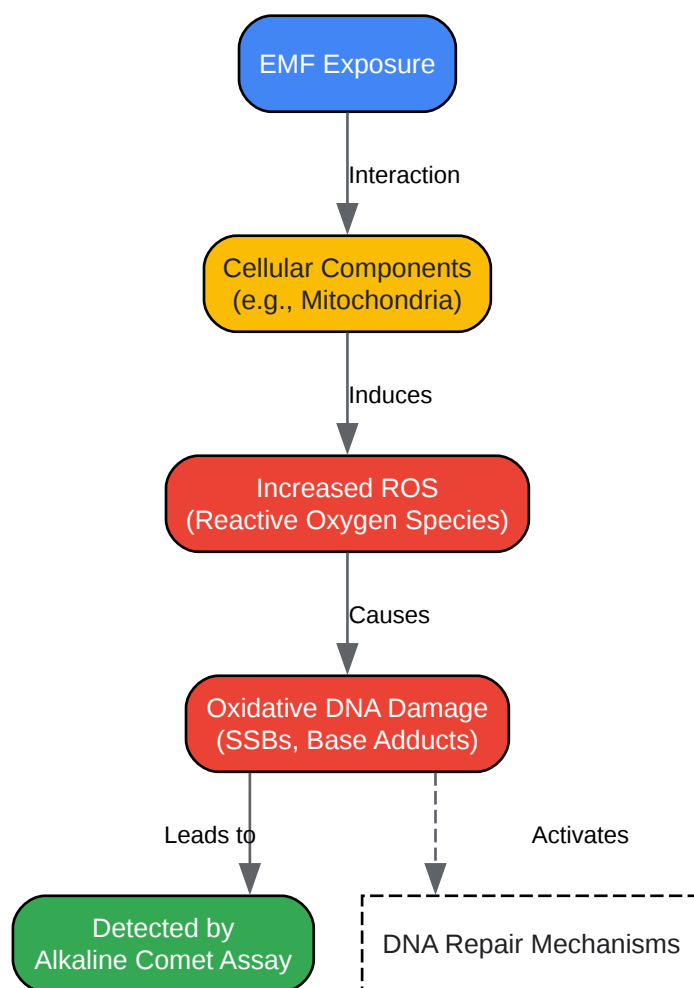 EMF Exposure
Interaction
Cellular Components
(e.g., Mitochondria)
Induces
Increased ROS
(Reactive Oxygen Species)
Causes
Oxidative DNA Damage
(SSBs, Base Adducts)
Leads to
Activates
Detected by
Alkaline Comet Assay
DNA Repair Mechanisms